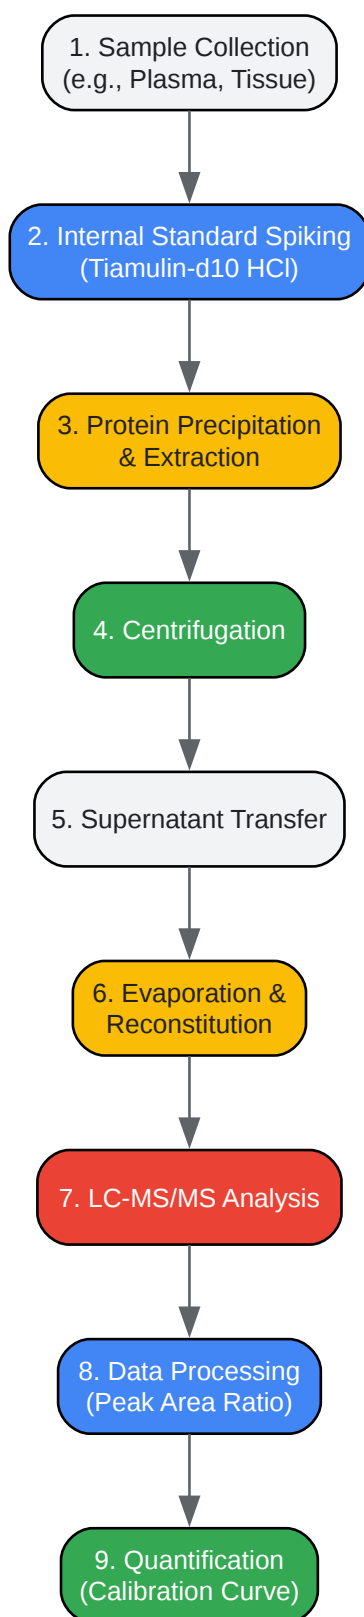 1. Sample Collection
(e.g., Plasma, Tissue)
2. Internal Standard Spiking
(Tiamulin-d10 HCl)
3. Protein Precipitation
& Extraction
4. Centrifugation
5. Supernatant Transfer
6. Evaporation &
Reconstitution
7. LC-MS/MS Analysis
8. Data Processing
(Peak Area Ratio)
9. Quantification
(Calibration Curve)